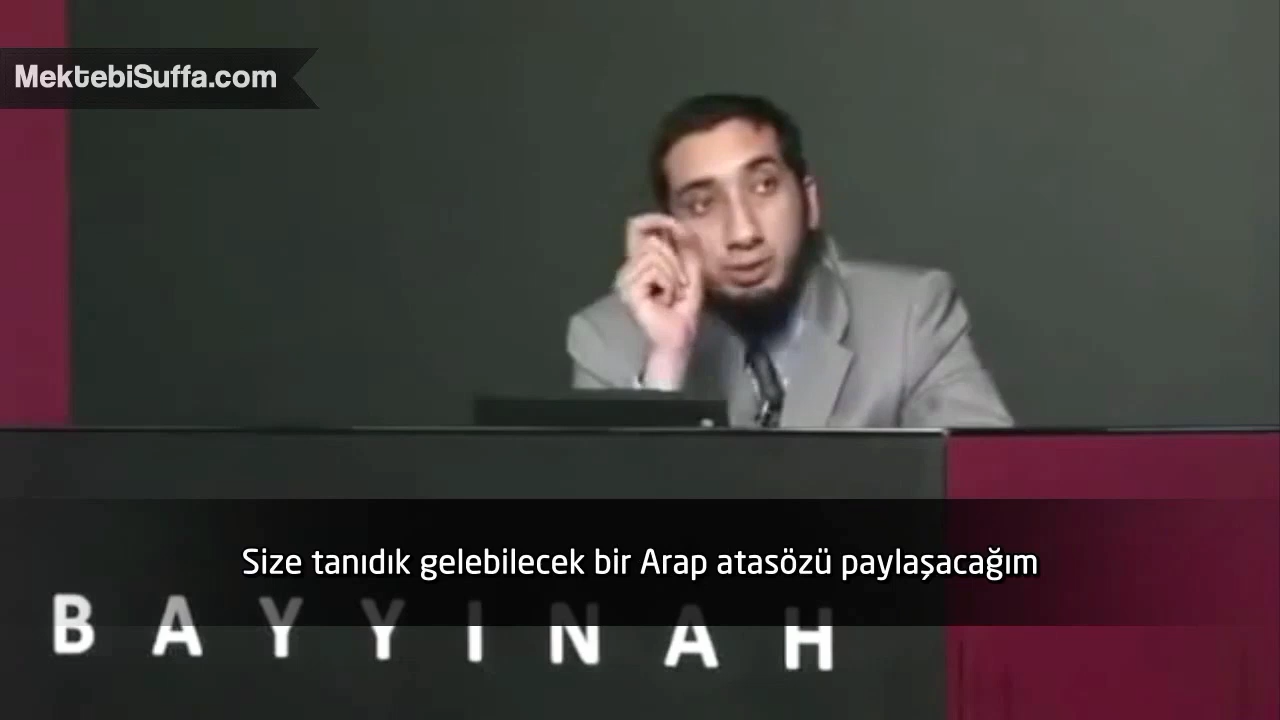 MektebiSuffa.com
Size tanıdık gelebilecek bir Arap atasözü paylaşacağım
BAYYINAH